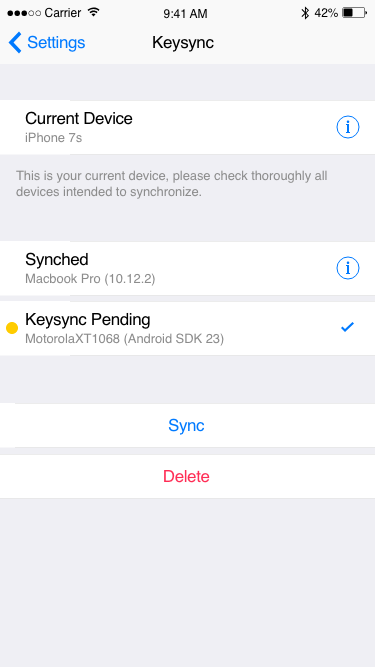 Carrier 9:41 AM 42%
Settings Keysync
Current Device
iPhone 7s
This is your current device, please check thoroughly all
devices intended to synchronize.
Synched
Macbook Pro (10.12.2)
Keysync Pending
MotorolaXT1068 (Android SDK 23)
Sync
Delete